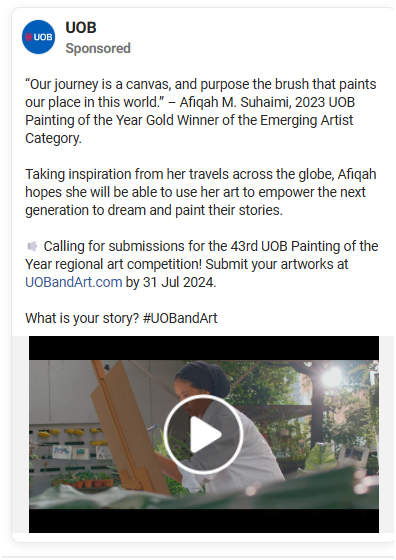 UOB
UOB
Sponsored
“Our journey is a canvas, and purpose the brush that paints
our place in this world.” – Afiqah M. Suhaimi, 2023 UOB
Painting of the Year Gold Winner of the Emerging Artist
Category.
Taking inspiration from her travels across the globe, Afiqah
hopes she will be able to use her art to empower the next
generation to dream and paint their stories.
Calling for submissions for the 43rd UOB Painting of the
Year regional art competition! Submit your artworks at
UOBandArt.com by 31 Jul 2024.
What is your story? #UOBandArt